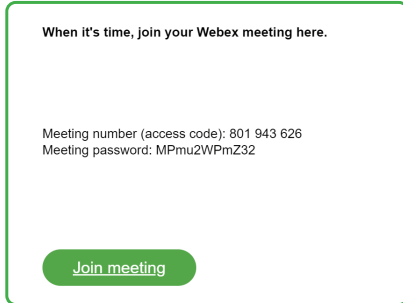 When it's time, join your Webex meeting here.
Meeting number (access code): 801 943 626
Meeting password: MPmu2WPmZ32
Join meeting